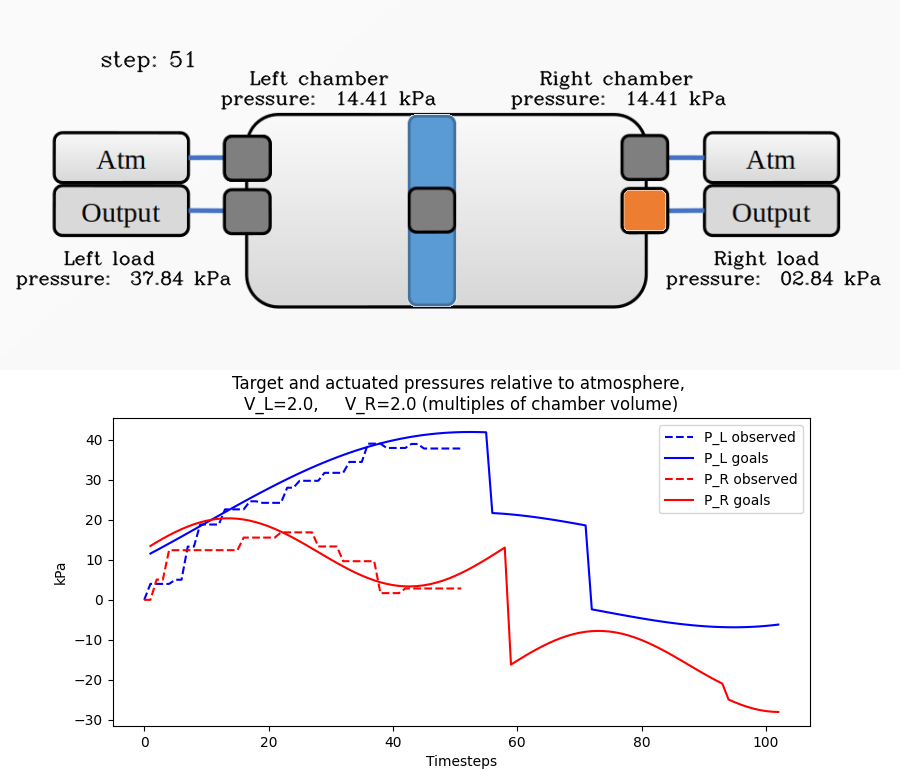 step: 51
Left chamber
pressure: 14.41 kPa
Right chamber
pressure: 14.41 kPa
Atm
Output
Atm
Output
Left load
pressure: 37.84 kPa
Right load
pressure: 02.84 kPa
Target and actuated pressures relative to atmosphere,
V_L=2.0, V_R=2.0 (multiples of chamber volume)
P_L observed
P_L goals
P_R observed
P_R goals
kPa
40
30
20
10
0
−10
−20
−30
0 20 40 60 80 100
Timesteps